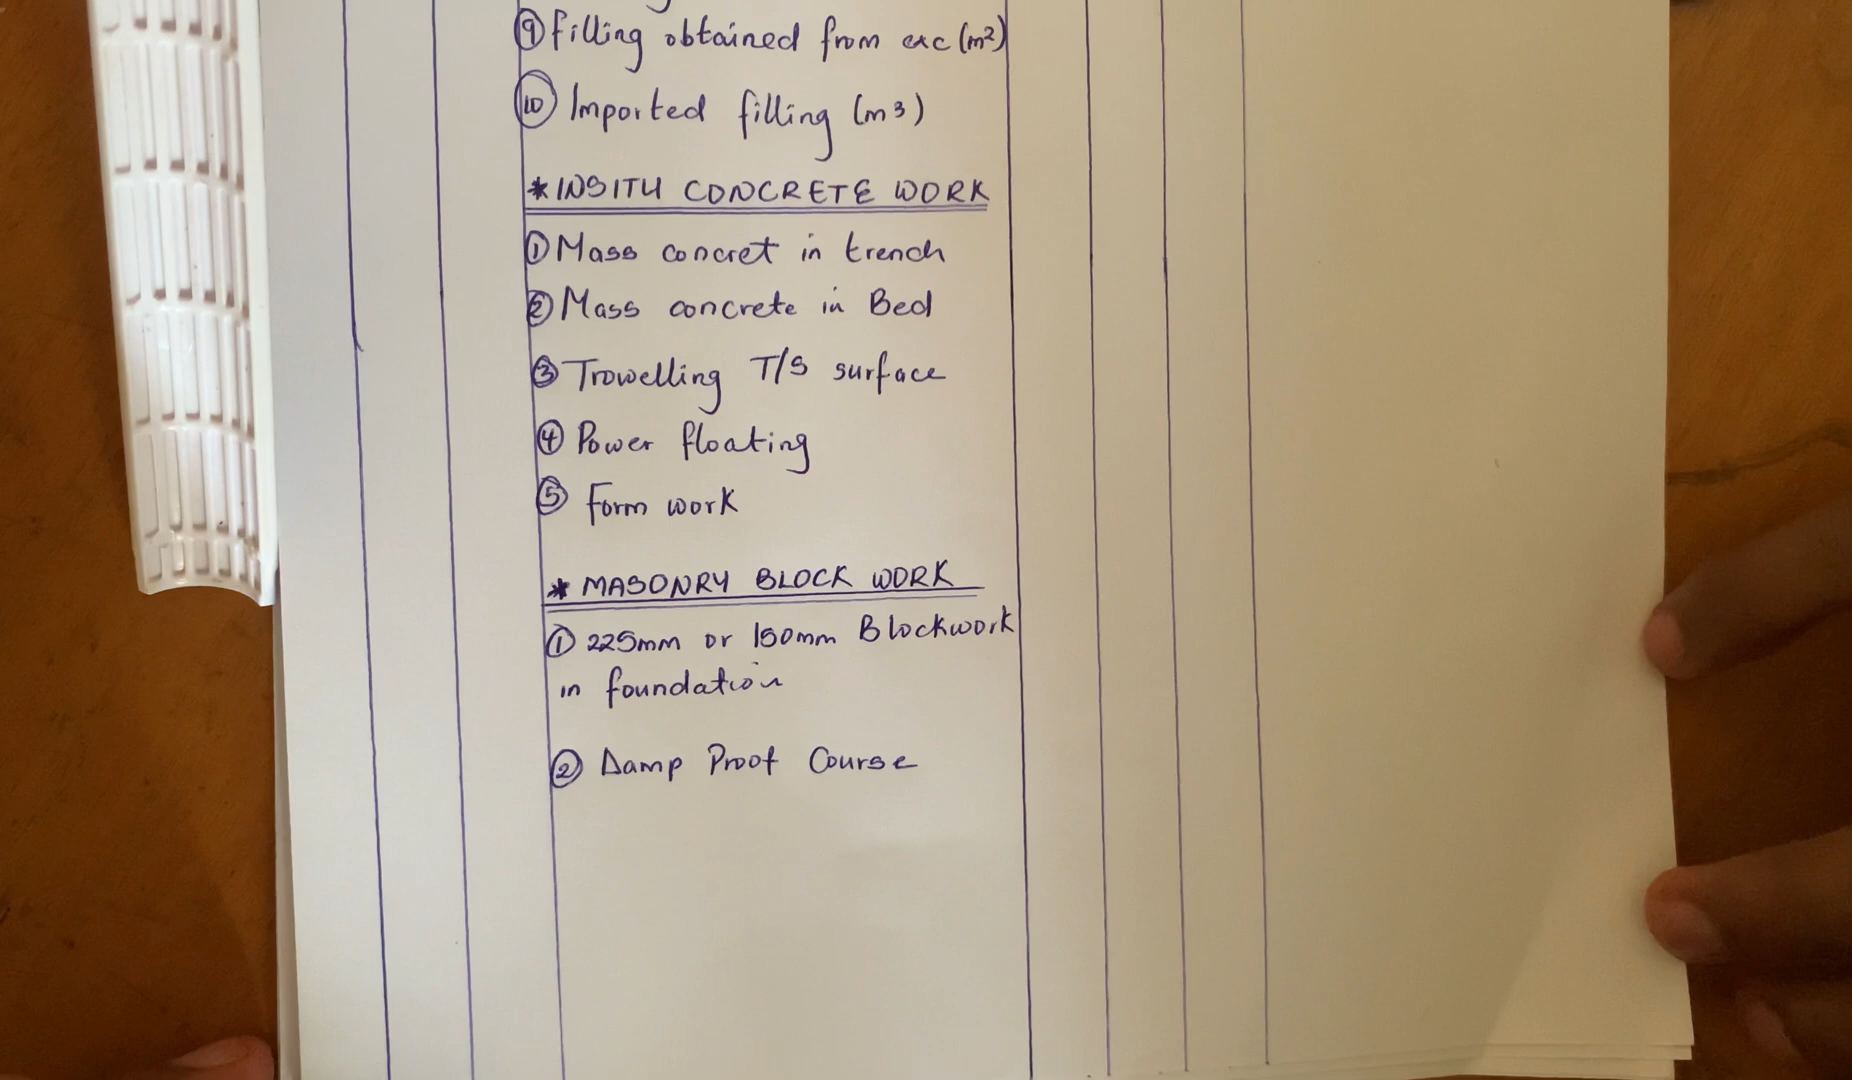 ⑨ filling obtained from exc (m²)
⑩ Imported filling (m³)
* INSITU CONCRETE WORK
① Mass concret in trench
② Mass concrete in Bed
③ Trowelling T/S surface
④ Power floating
⑤ Form work
* MASONRY BLOCK WORK
① 225mm or 150mm Blockwork
in foundation
② Damp Proof Course